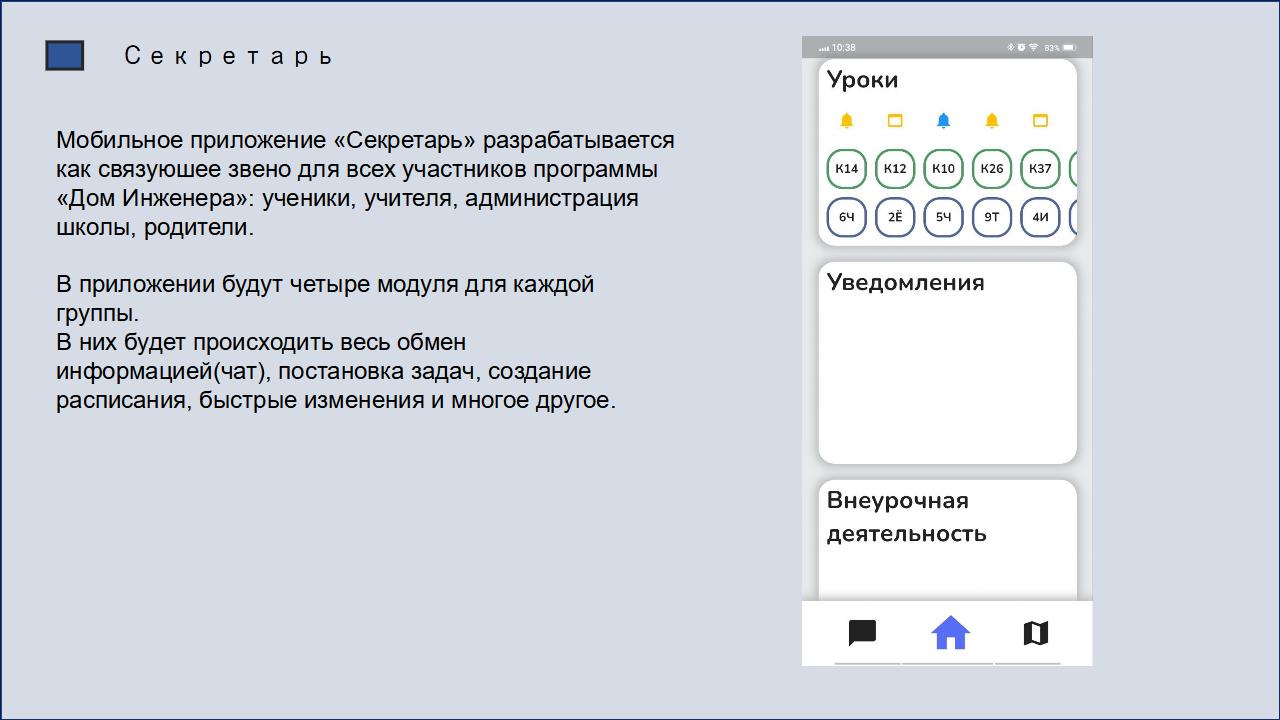 Секретарь
Мобильное приложение «Секретарь» разрабатывается
как связуюшее звено для всех участников программы
«Дом Инженера»: ученики, учителя, администрация
школы, родители.
В приложении будут четыре модуля для каждой
группы.
В них будет происходить весь обмен
информацией(чат), постановка задач, создание
расписания, быстрые изменения и многое другое.
10:38 83%
Уроки
К14 К12 К10 К26 К37
6Ч 2Ё 5Ч 9Т 4И
Уведомления
Внеурочная
деятельность